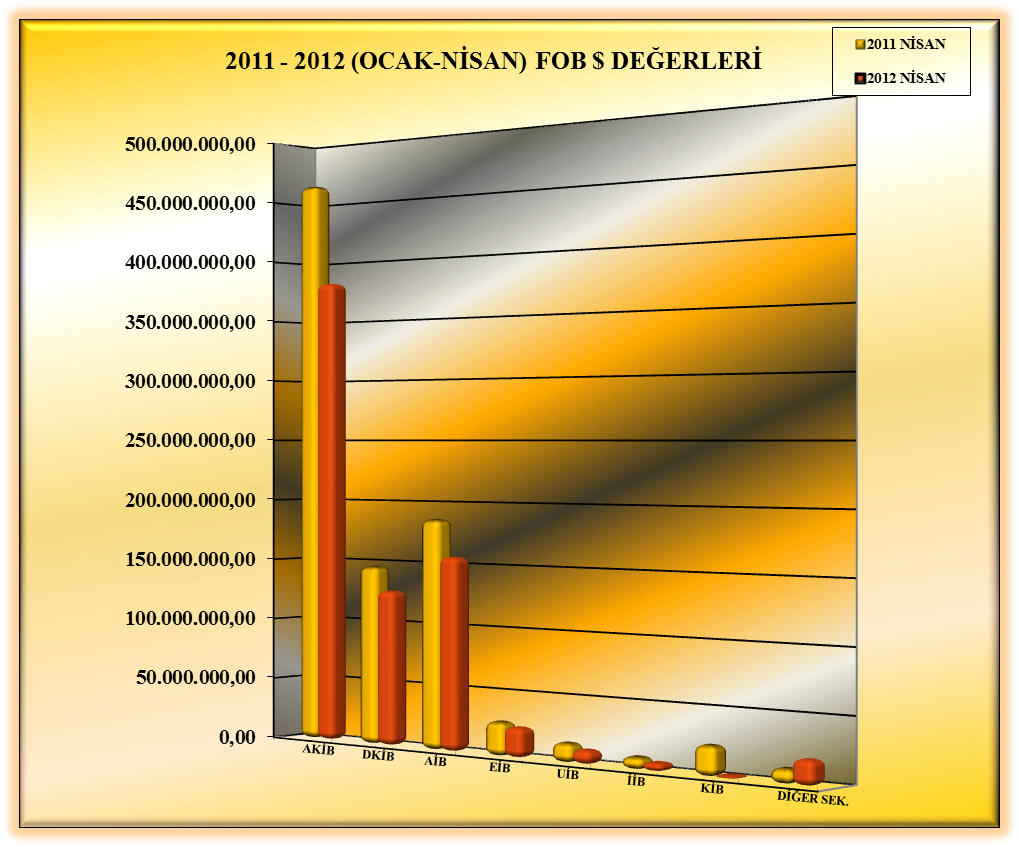 2011 - 2012 (OCAK-NİSAN) FOB $ DEĞERLERİ
2011 NİSAN
2012 NİSAN
500.000.000,00
450.000.000,00
400.000.000,00
350.000.000,00
300.000.000,00
250.000.000,00
200.000.000,00
150.000.000,00
100.000.000,00
50.000.000,00
0,00
AKİB
DKİB
AİB
EİB
UİB
İİB
KİB
DİĞER SEK.